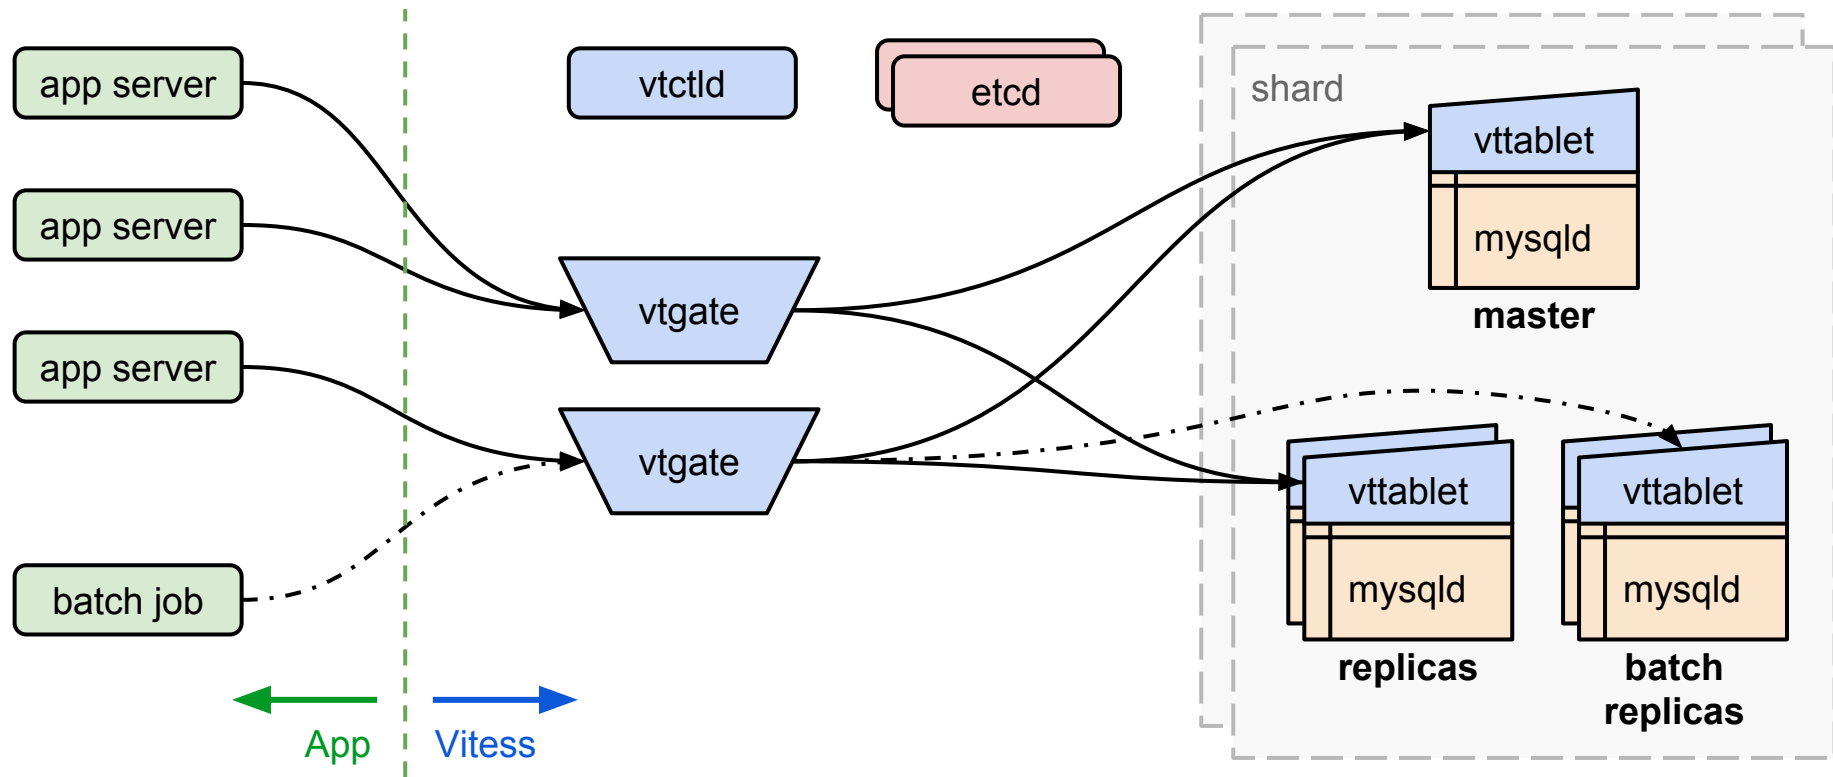 app server
app server
app server
batch job
App
Vitess
vtctld
etcd
vtgate
vtgate
shard
vttablet
mysqld
master
vttablet
mysqld
replicas
vttablet
mysqld
batch
replicas